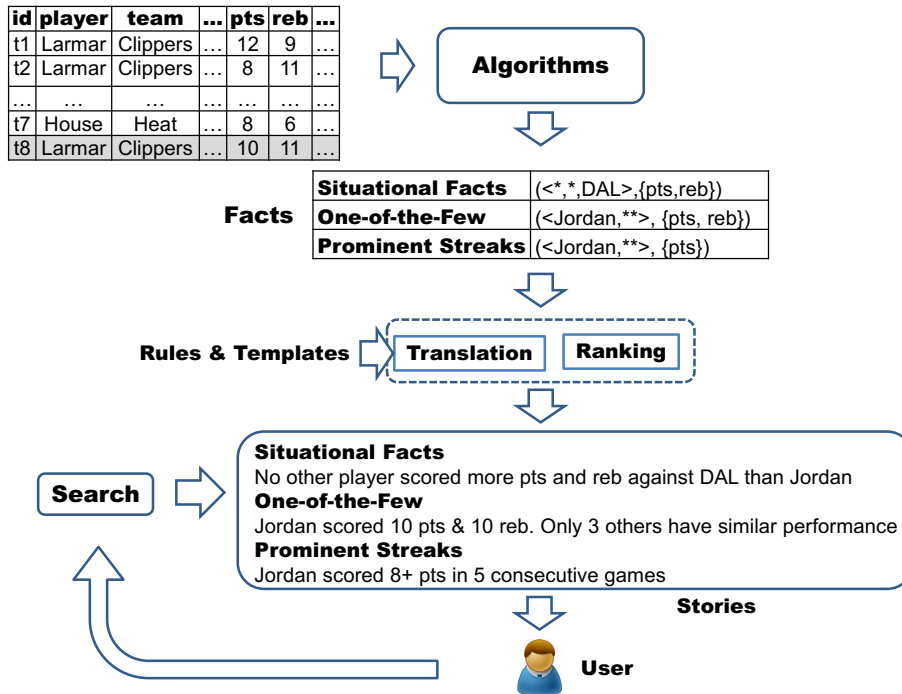 id player team ... pts reb ...
t1 Larmar Clippers ... 12 9 ...
t2 Larmar Clippers ... 8 11 ...
... ... ... ... ... ... ...
t7 House Heat ... 8 6 ...
t8 Larmar Clippers ... 10 11 ...
Algorithms
Facts
Situational Facts (<*,*,DAL>,{pts,reb})
One-of-the-Few (<Jordan,**>, {pts, reb})
Prominent Streaks (<Jordan,**>, {pts})
Rules & Templates
Translation
Ranking
Search
Situational Facts
No other player scored more pts and reb against DAL than Jordan
One-of-the-Few
Jordan scored 10 pts & 10 reb. Only 3 others have similar performance
Prominent Streaks
Jordan scored 8+ pts in 5 consecutive games
Stories
User